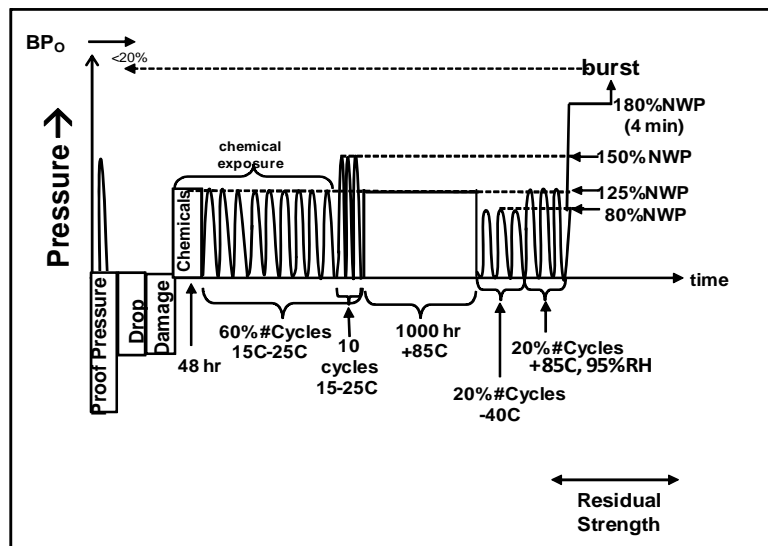 BPO
<20%
burst
Pressure →
180%NWP
(4 min)
chemical
exposure
150%NWP
125%NWP
80%NWP
Chemicals
time
Proof Pressure
Drop
Damage
48 hr
60%#Cycles
15C-25C
10
cycles
15-25C
1000 hr
+85C
20%#Cycles
-40C
20%#Cycles
+85C, 95%RH
Residual
Strength